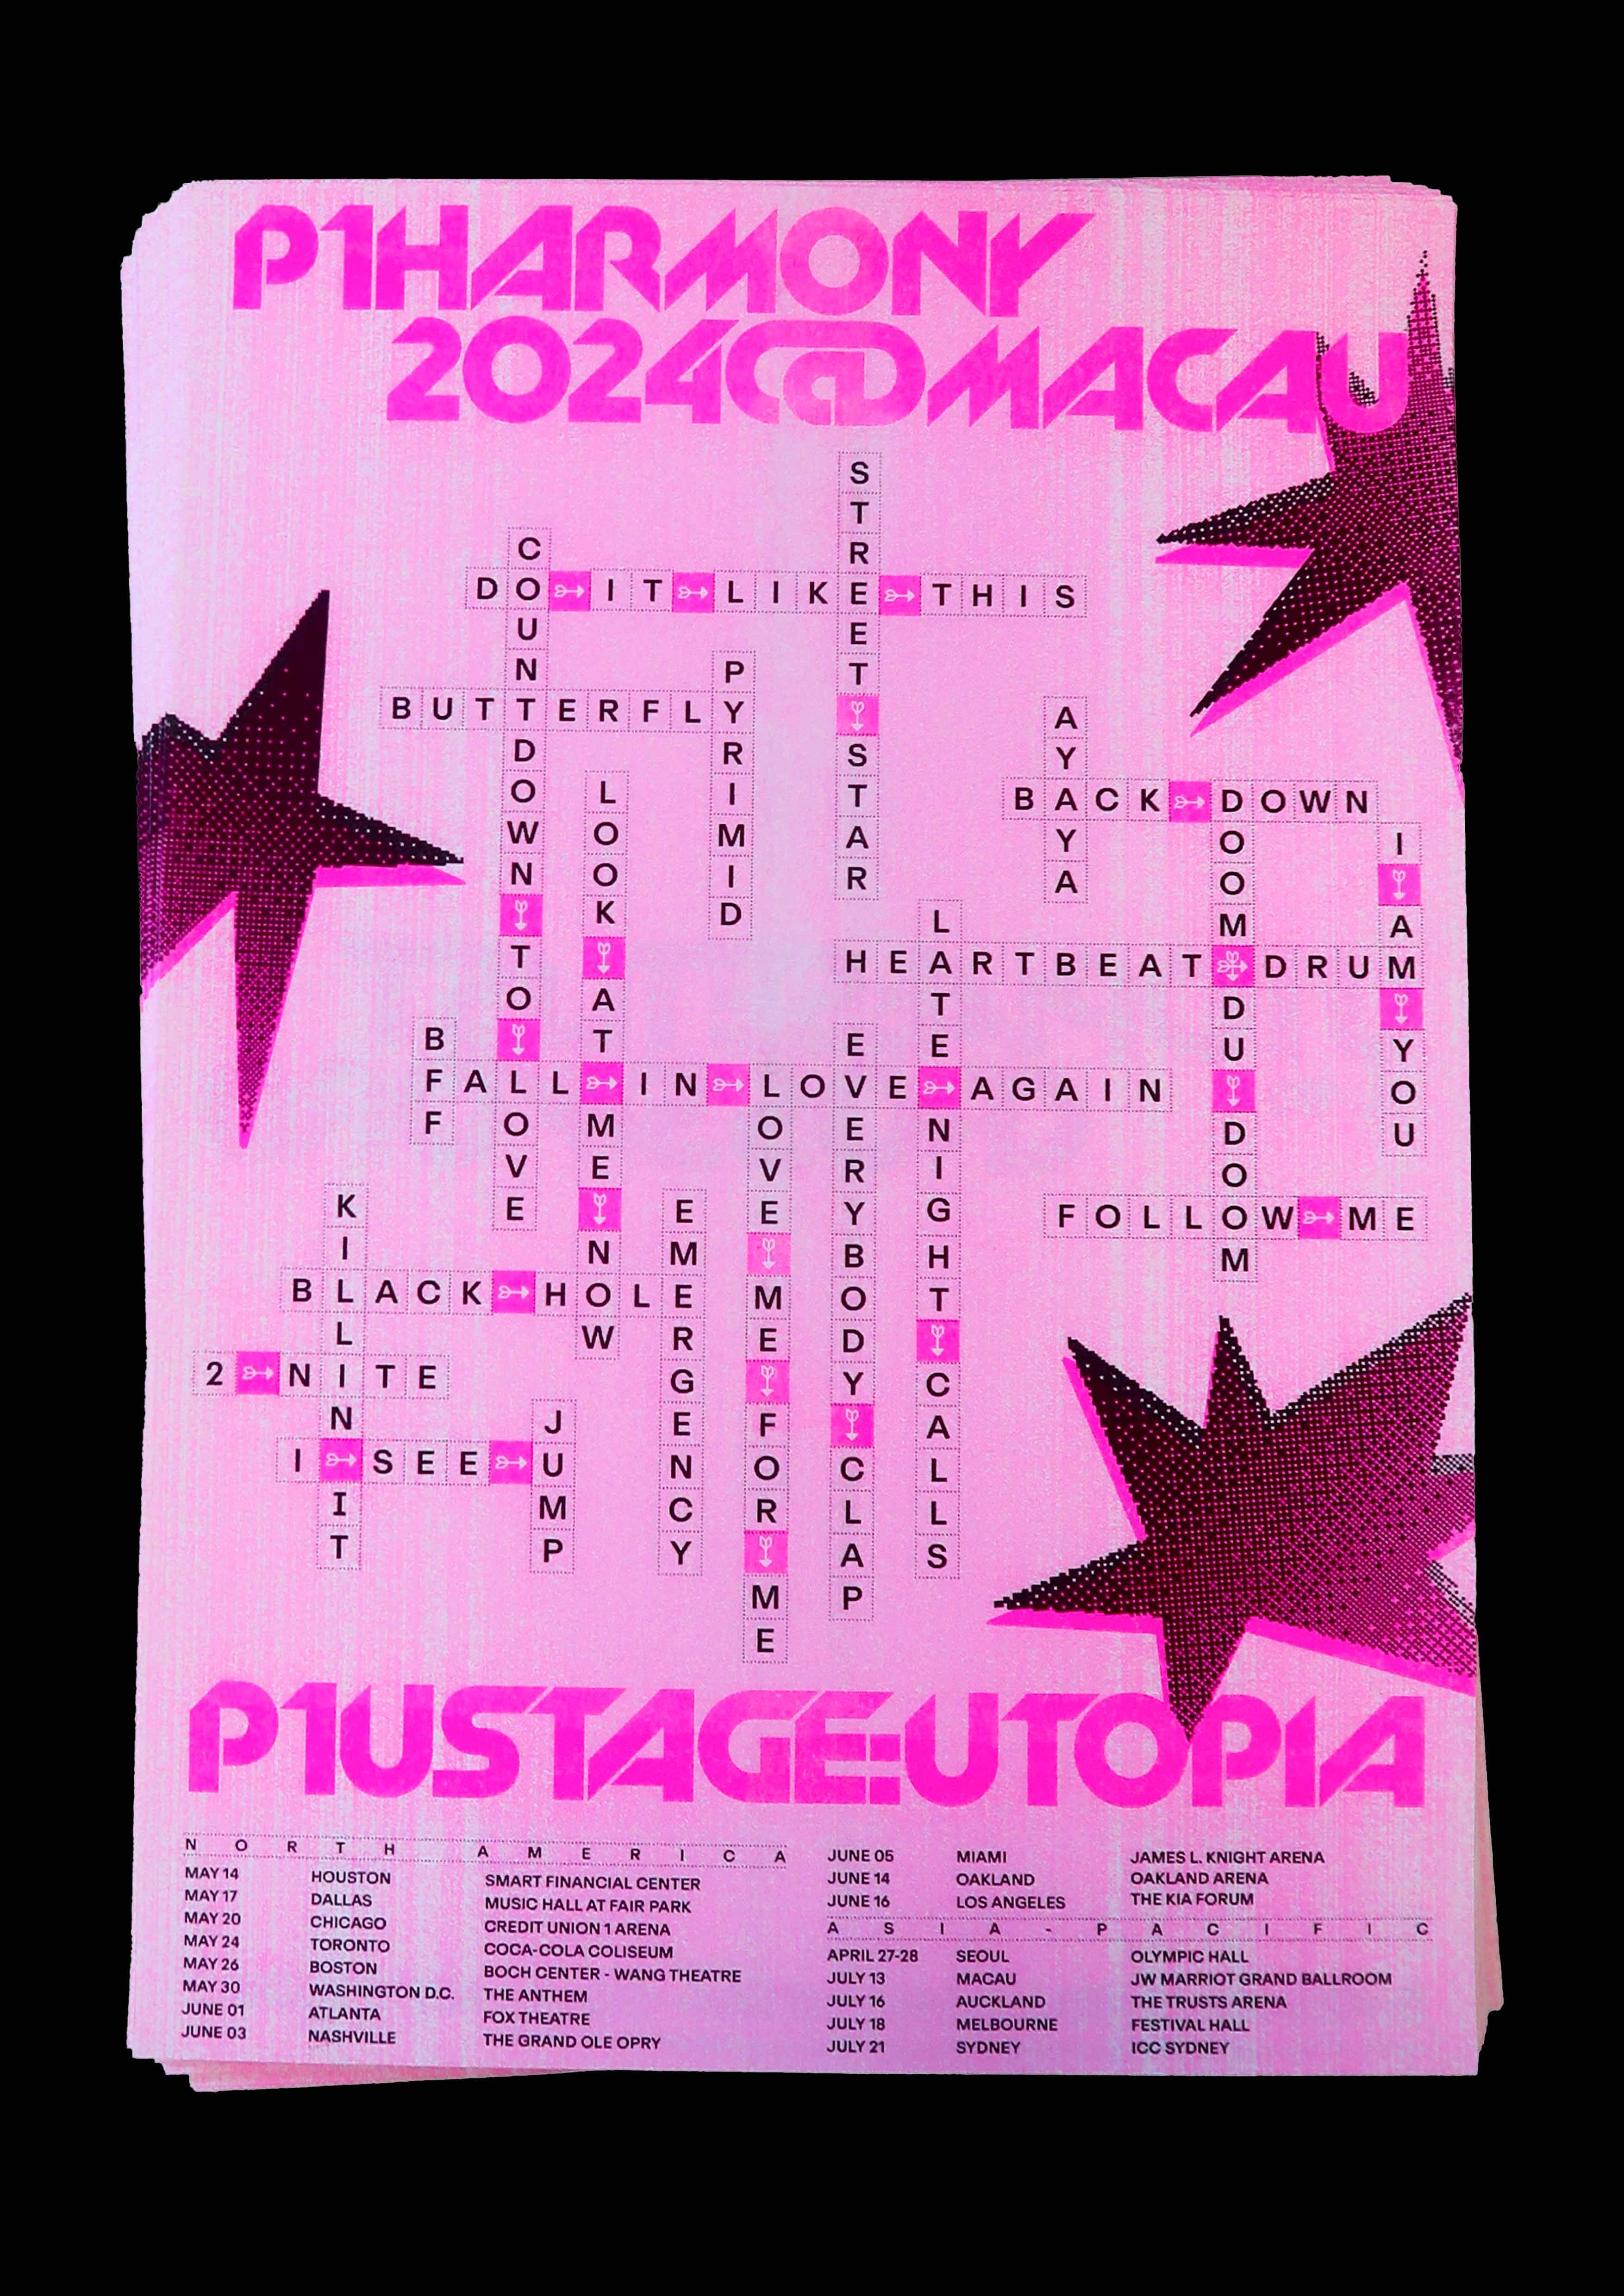 P1HARMONY
2024@MACAU
STREET STAR
COUNTDOWN TO LOVE
DO IT LIKE THIS
PYRIMID
BUTTERFLY
AYAYA
LOOK AT ME NOW
BACK DOWN
DOOM DU DOOM
I AM YOU
LATE NIGHT CALLS
HEARTBEAT DRUM
BFF
EVERYBODY CLAP
FALL IN LOVE AGAIN
LOVE ME FOR ME
KILLIN IT
EMERGENCY
FOLLOW ME
BLACK HOLE
2 NITE
JUMP
I SEE U
P1USTAGE:UTOPIA
NORTH AMERICA
MAY 14 HOUSTON SMART FINANCIAL CENTER
MAY 17 DALLAS MUSIC HALL AT FAIR PARK
MAY 20 CHICAGO CREDIT UNION 1 ARENA
MAY 24 TORONTO COCA-COLA COLISEUM
MAY 26 BOSTON BOCH CENTER - WANG THEATRE
MAY 30 WASHINGTON D.C. THE ANTHEM
JUNE 01 ATLANTA FOX THEATRE
JUNE 03 NASHVILLE THE GRAND OLE OPRY
JUNE 05 MIAMI JAMES L. KNIGHT ARENA
JUNE 14 OAKLAND OAKLAND ARENA
JUNE 16 LOS ANGELES THE KIA FORUM
ASIA-PACIFIC
APRIL 27-28 SEOUL OLYMPIC HALL
JULY 13 MACAU JW MARRIOT GRAND BALLROOM
JULY 16 AUCKLAND THE TRUSTS ARENA
JULY 18 MELBOURNE FESTIVAL HALL
JULY 21 SYDNEY ICC SYDNEY